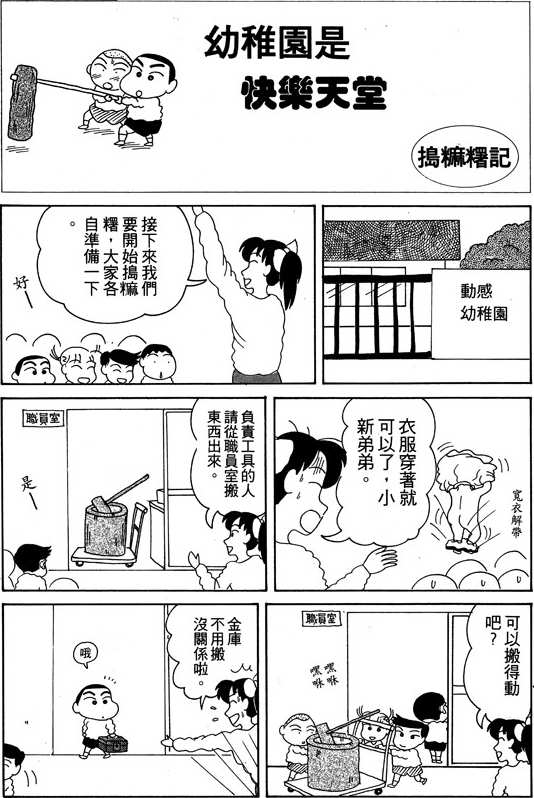 幼稚園是
快樂天堂
搗糰糬記
動感
幼稚園
接下來我們
要開始搗糰
糬，大家各
自準備一下
。
好—
衣服穿著就
可以了，小
新弟弟。
寬衣解帶
負責工具的人
請從職員室搬
東西出來。
職員室
是—
可以搬得動
吧？
職員室
嘿咻
嘿咻
金庫
不用搬
沒關係啦。
哦